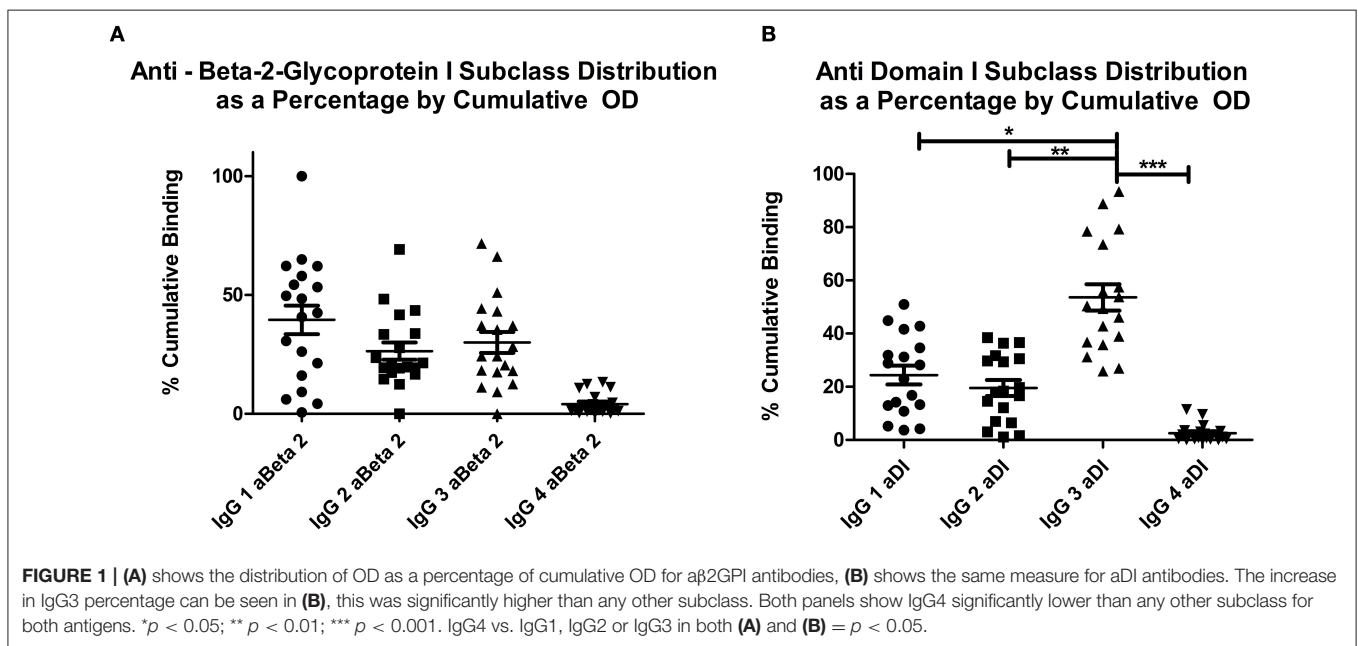 A
Anti - Beta-2-Glycoprotein I Subclass Distribution
as a Percentage by Cumulative OD
% Cumulative Binding
100
50
0
IgG 1 aBeta 2
IgG 2 aBeta 2
IgG 3 aBeta 2
IgG 4 aBeta 2
B
Anti Domain I Subclass Distribution
as a Percentage by Cumulative OD
*
**
***
% Cumulative Binding
100
80
60
40
20
0
IgG 1 aDI
IgG 2 aDI
IgG 3 aDI
IgG 4 aDI
FIGURE 1 | (A) shows the distribution of OD as a percentage of cumulative OD for aβ2GPI antibodies, (B) shows the same measure for aDI antibodies. The increase
in IgG3 percentage can be seen in (B), this was significantly higher than any other subclass. Both panels show IgG4 significantly lower than any other subclass for
both antigens. *p < 0.05; ** p < 0.01; *** p < 0.001. IgG4 vs. IgG1, IgG2 or IgG3 in both (A) and (B) = p < 0.05.